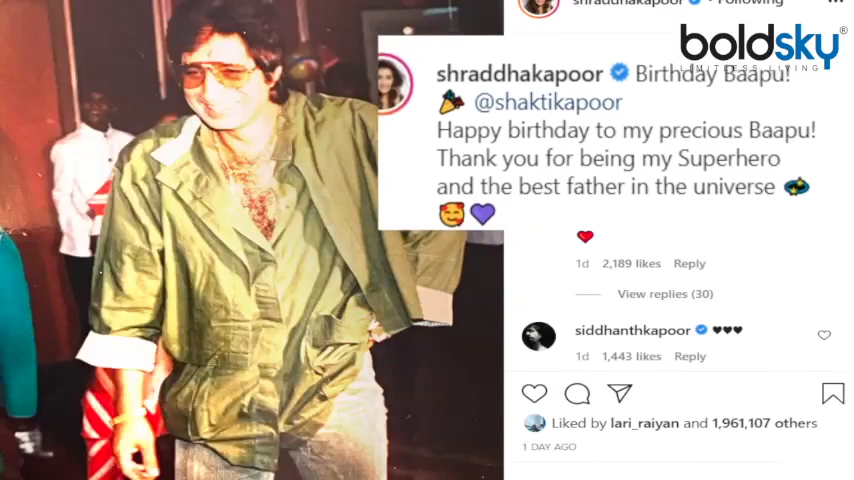 shraddhakapoor • Following
boldsky®
LIMITLESS LIVING
shraddhakapoor Birthday Baapu!
@shaktikapoor
Happy birthday to my precious Baapu!
Thank you for being my Superhero
and the best father in the universe
1d 2,189 likes Reply
View replies (30)
siddhanthkapoor
1d 1,443 likes Reply
Liked by lari_raiyan and 1,961,107 others
1 DAY AGO